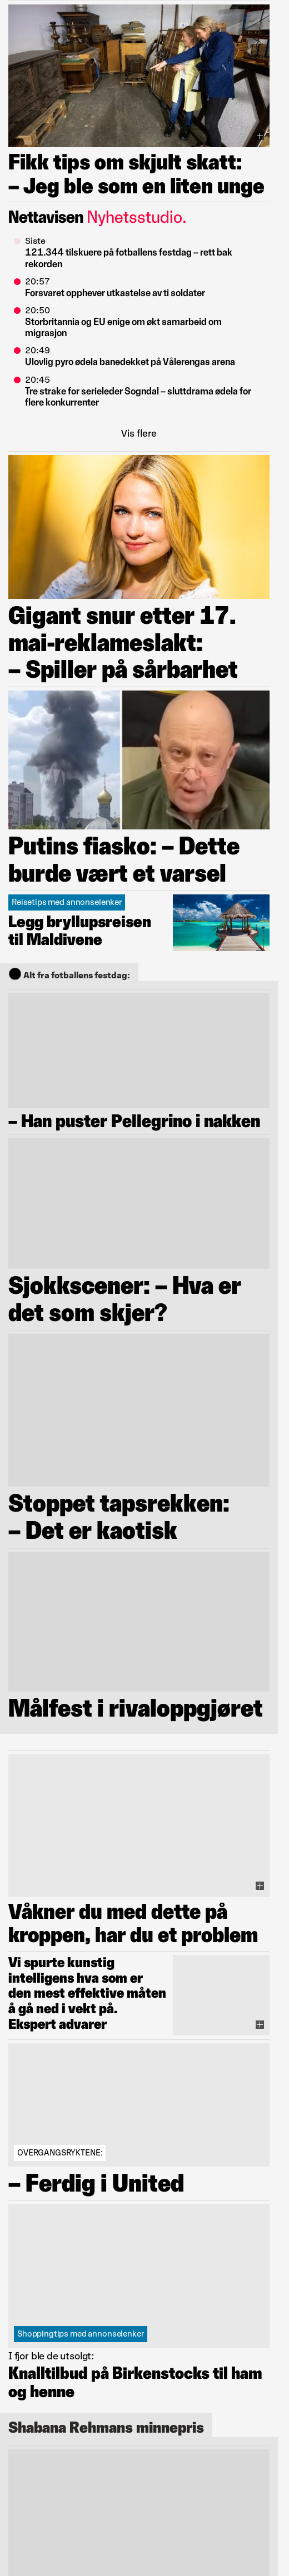 Fikk tips om skjult skatt:
– Jeg ble som en liten unge
Nettavisen Nyhetsstudio.
Siste
121.344 tilskuere på fotballens festdag – rett bak
rekorden
20:57
Forsvaret opphever utkastelse av ti soldater
20:50
Storbritannia og EU enige om økt samarbeid om
migrasjon
20:49
Ulovlig pyro ødela banedekket på Vålerengas arena
20:45
Tre strake for serieleder Sogndal – sluttdrama ødela for
flere konkurrenter
Vis flere
Gigant snur etter 17.
mai-reklameslakt:
– Spiller på sårbarhet
Putins fiasko: – Dette
burde vært et varsel
Reisetips med annonselenker
Legg bryllupsreisen
til Maldivene
Alt fra fotballens festdag:
– Han puster Pellegrino i nakken
Sjokkscener: – Hva er
det som skjer?
Stoppet tapsrekken:
– Det er kaotisk
Målfest i rivaloppgjøret
Våkner du med dette på
kroppen, har du et problem
Vi spurte kunstig
intelligens hva som er
den mest effektive måten
å gå ned i vekt på.
Ekspert advarer
OVERGANGSRYKTENE:
– Ferdig i United
Shoppingtips med annonselenker
I fjor ble de utsolgt:
Knalltilbud på Birkenstocks til ham
og henne
Shabana Rehmans minnepris